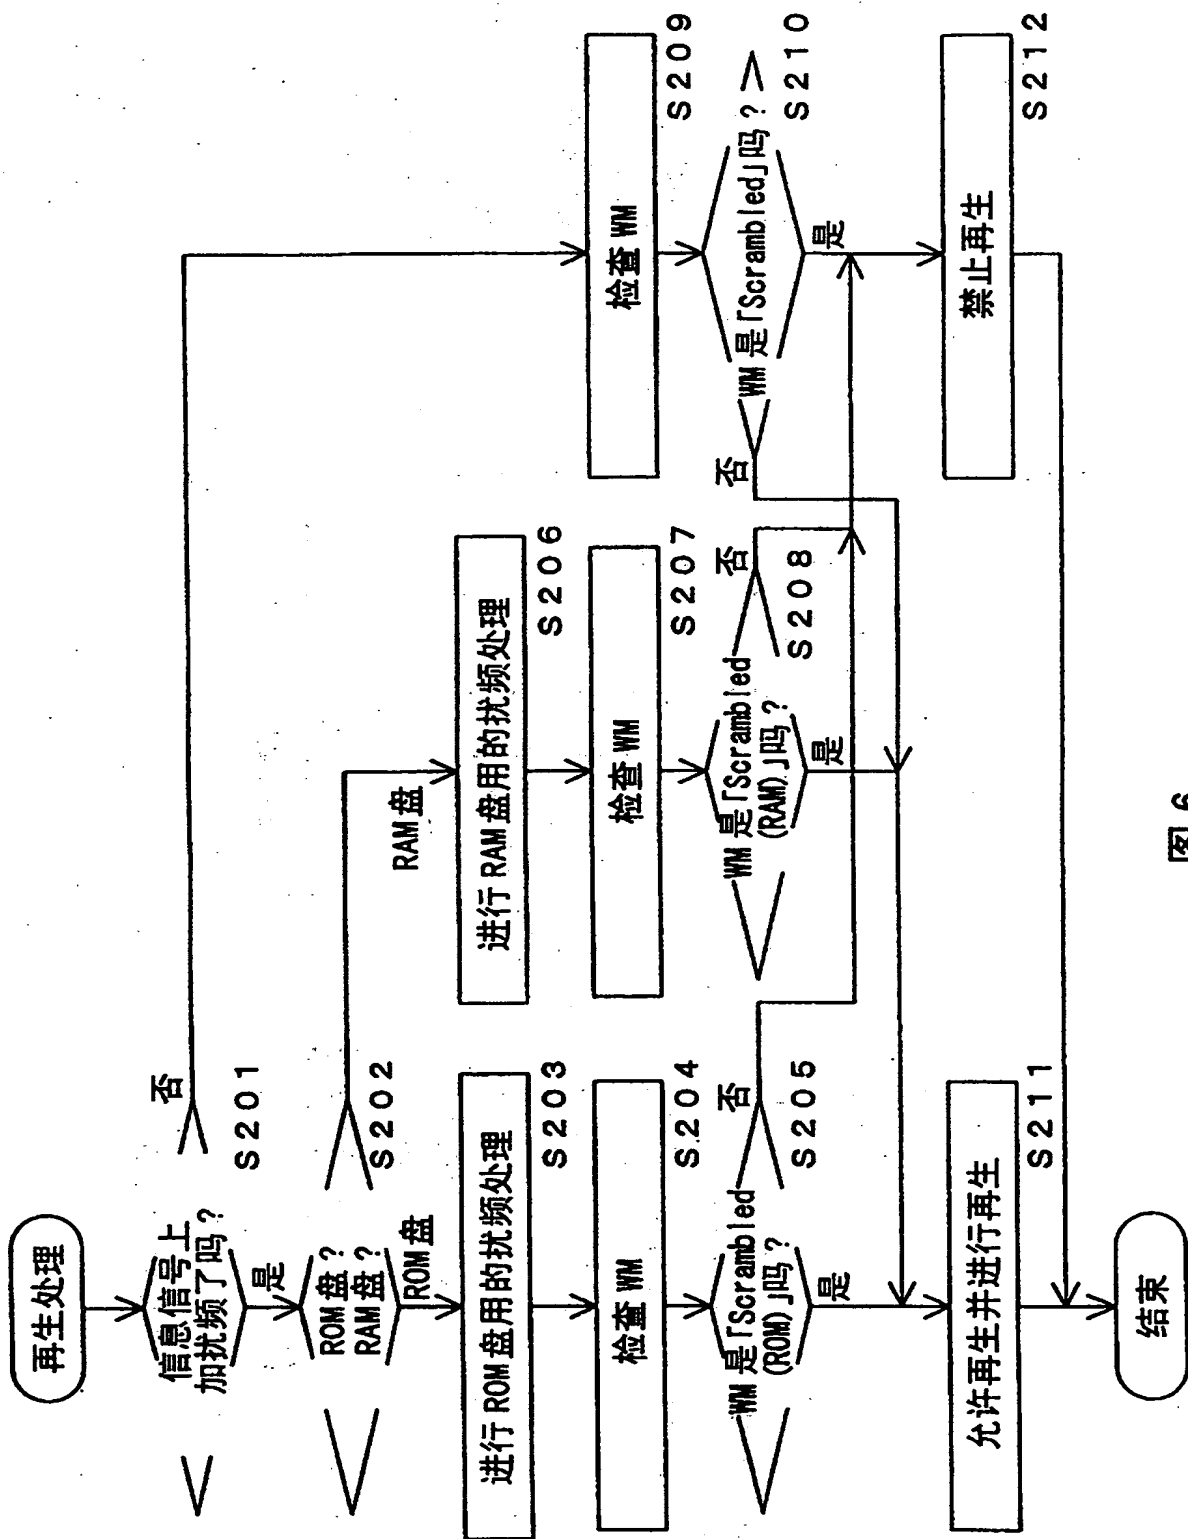 再生处理
信息信号上
加扰频了吗？
S201
否
是
ROM盘？
RAM盘？
S202
ROM盘
RAM盘
进行ROM盘用的扰频处理
S203
检查WM
S204
WM是「Scrambled
(ROM)」吗？
S205
否
是
进行RAM盘用的扰频处理
S206
检查WM
S207
WM是「Scrambled
(RAM)」吗？
S208
否
是
检查WM
S209
WM是「Scrambled」吗？
S210
否
是
允许再生并进行再生
S211
禁止再生
S212
结束
图6